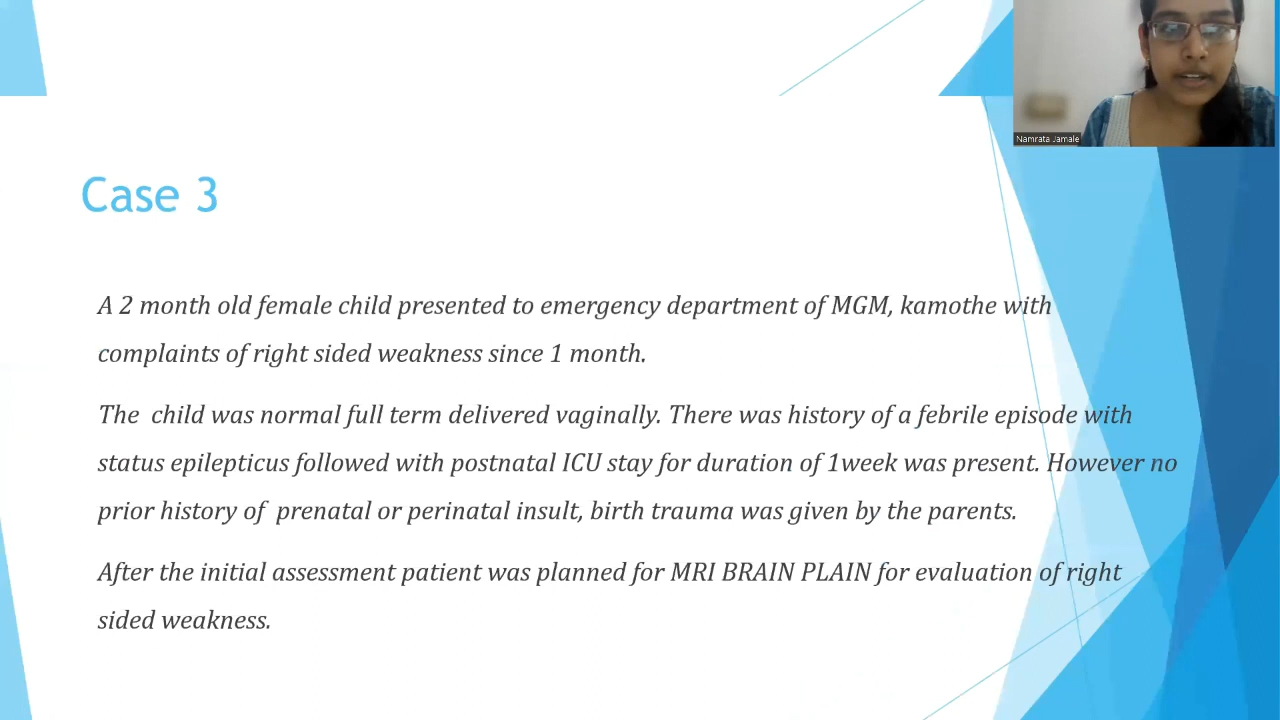 Namrata Jamale
Case 3
A 2 month old female child presented to emergency department of MGM, kamothe with
complaints of right sided weakness since 1 month.
The  child was normal full term delivered vaginally. There was history of a febrile episode with
status epilepticus followed with postnatal ICU stay for duration of 1week was present. However no
prior history of  prenatal or perinatal insult, birth trauma was given by the parents.
After the initial assessment patient was planned for MRI BRAIN PLAIN for evaluation of right
sided weakness.